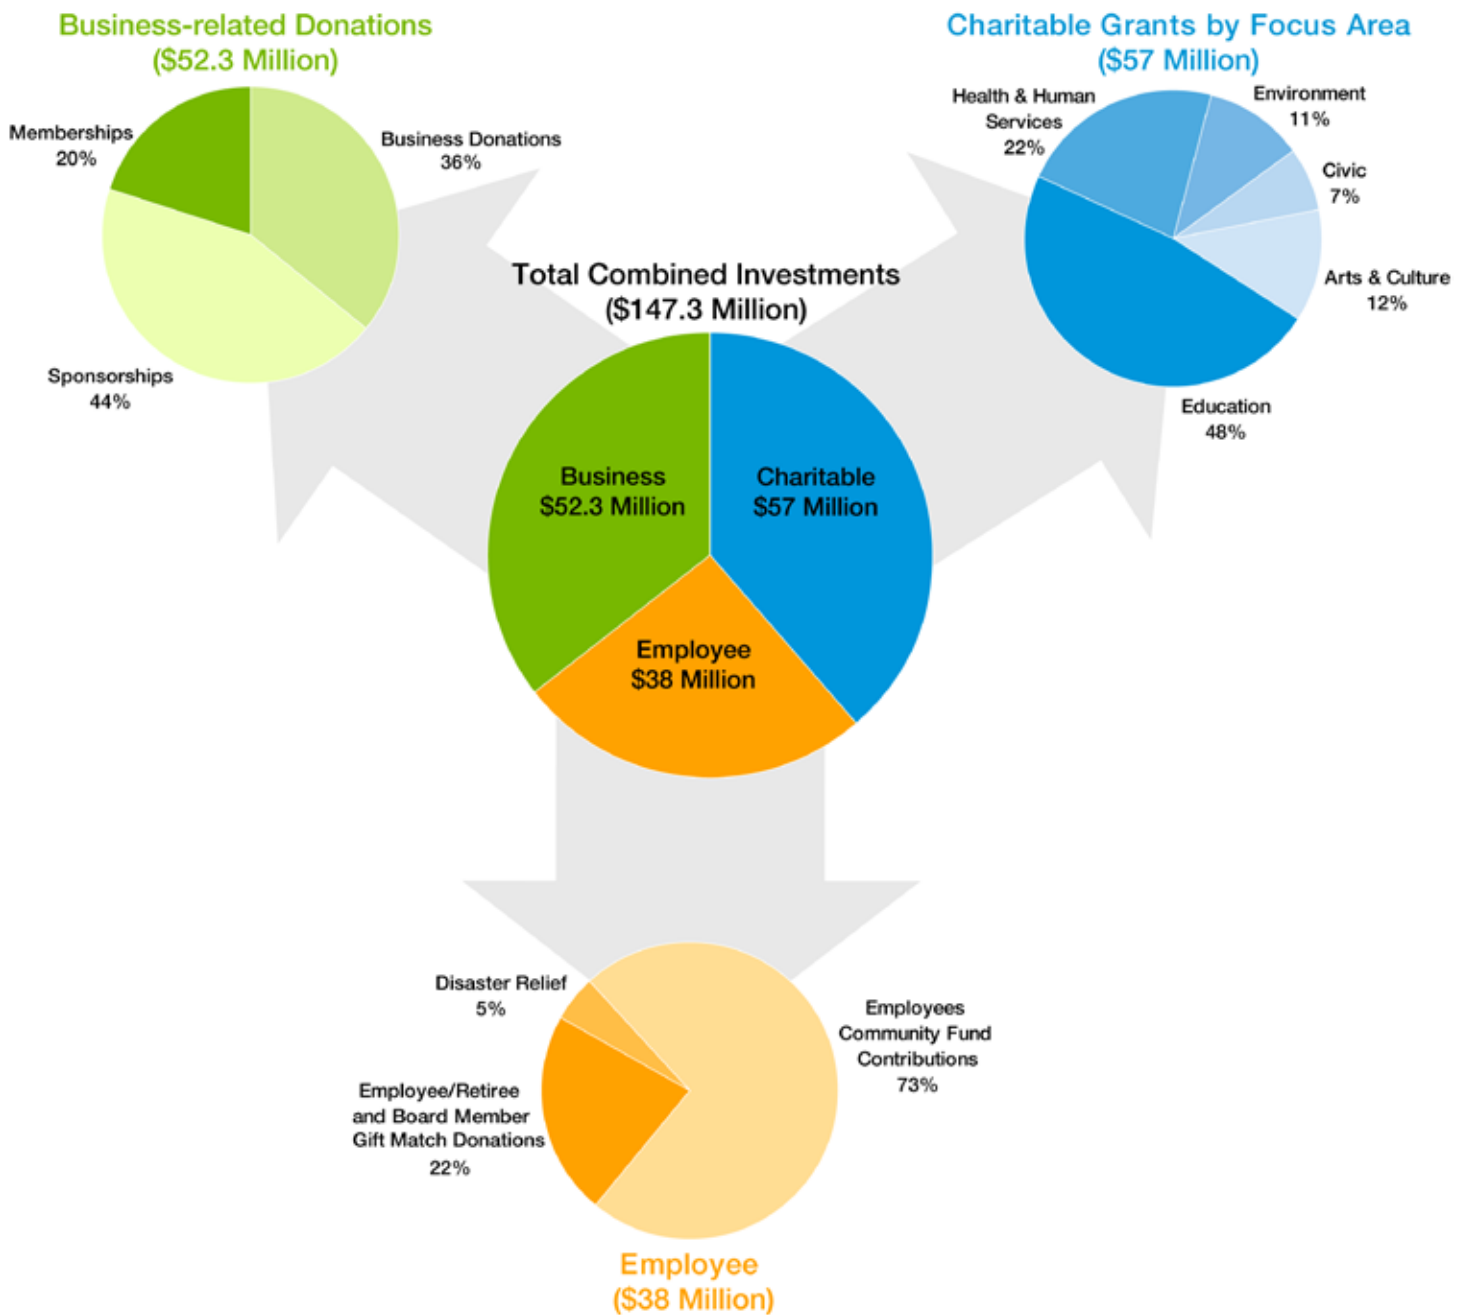 Business-related Donations
($52.3 Million)
Memberships
20%
Business Donations
36%
Sponsorships
44%
Charitable Grants by Focus Area
($57 Million)
Health & Human
Services
22%
Environment
11%
Civic
7%
Arts & Culture
12%
Education
48%
Total Combined Investments
($147.3 Million)
Business
$52.3 Million
Charitable
$57 Million
Employee
$38 Million
Disaster Relief
5%
Employees
Community Fund
Contributions
73%
Employee/Retiree
and Board Member
Gift Match Donations
22%
Employee
($38 Million)